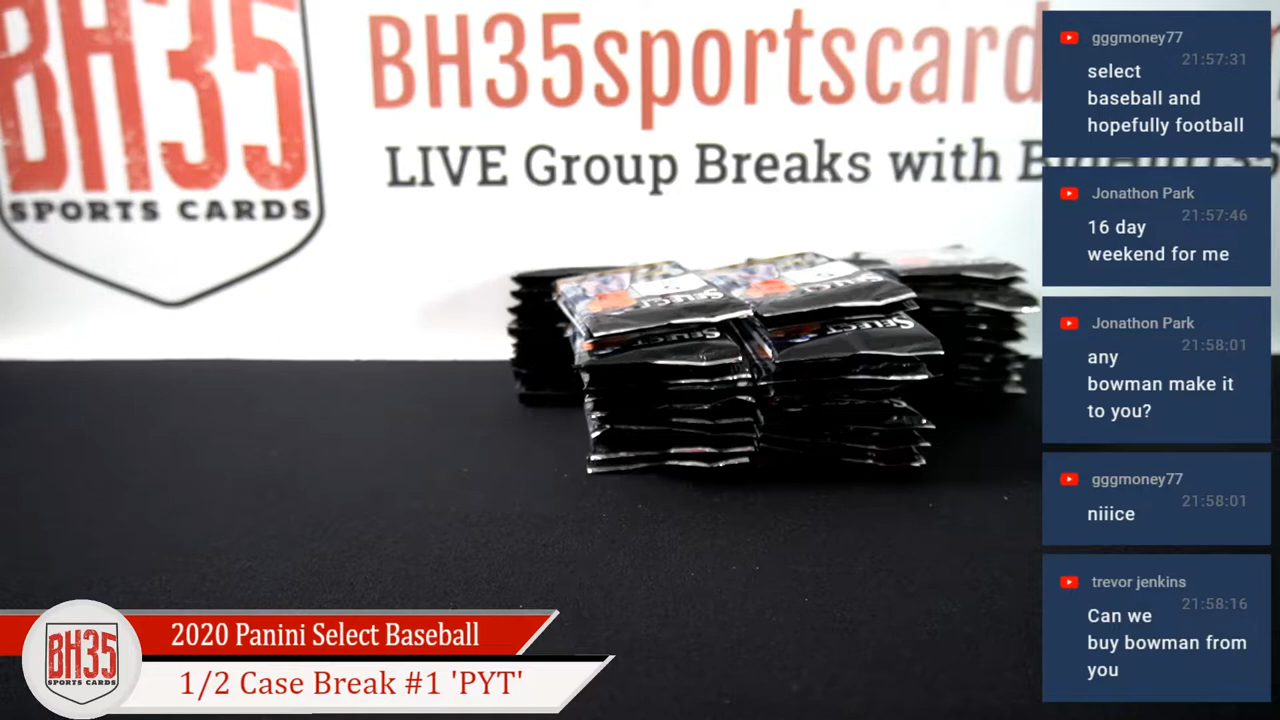 BH35
SPORTS CARDS
BH35sportscard
LIVE Group Breaks with
SELECT
SELECT
SELECT
SELECT
gggmoney77
21:57:31
select
baseball and
hopefully football
Jonathon Park
21:57:46
16 day
weekend for me
Jonathon Park
21:58:01
any
bowman make it
to you?
gggmoney77
21:58:01
niiice
trevor jenkins
21:58:16
Can we
buy bowman from
you
BH35
SPORTS CARDS
2020 Panini Select Baseball
1/2 Case Break #1 'PYT'